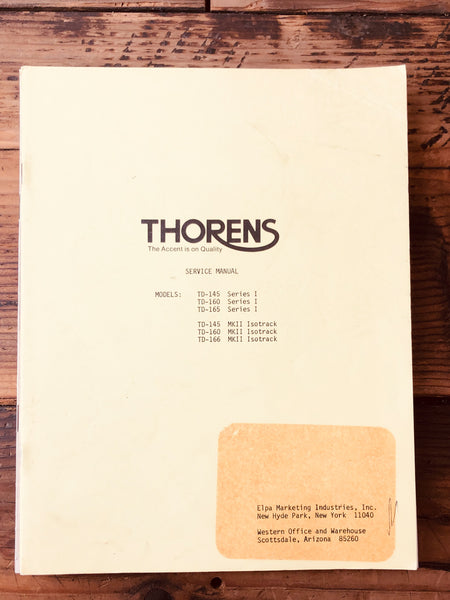 THORENS
The Accent is on Quality
SERVICE MANUAL
MODELS: TD-145 Series I
TD-160 Series I
TD-165 Series I
TD-145 MKII Isotrack
TD-160 MKII Isotrack
TD-166 MKII Isotrack
Elpa Marketing Industries, Inc.
New Hyde Park, New York 11040
Western Office and Warehouse
Scottsdale, Arizona 85260